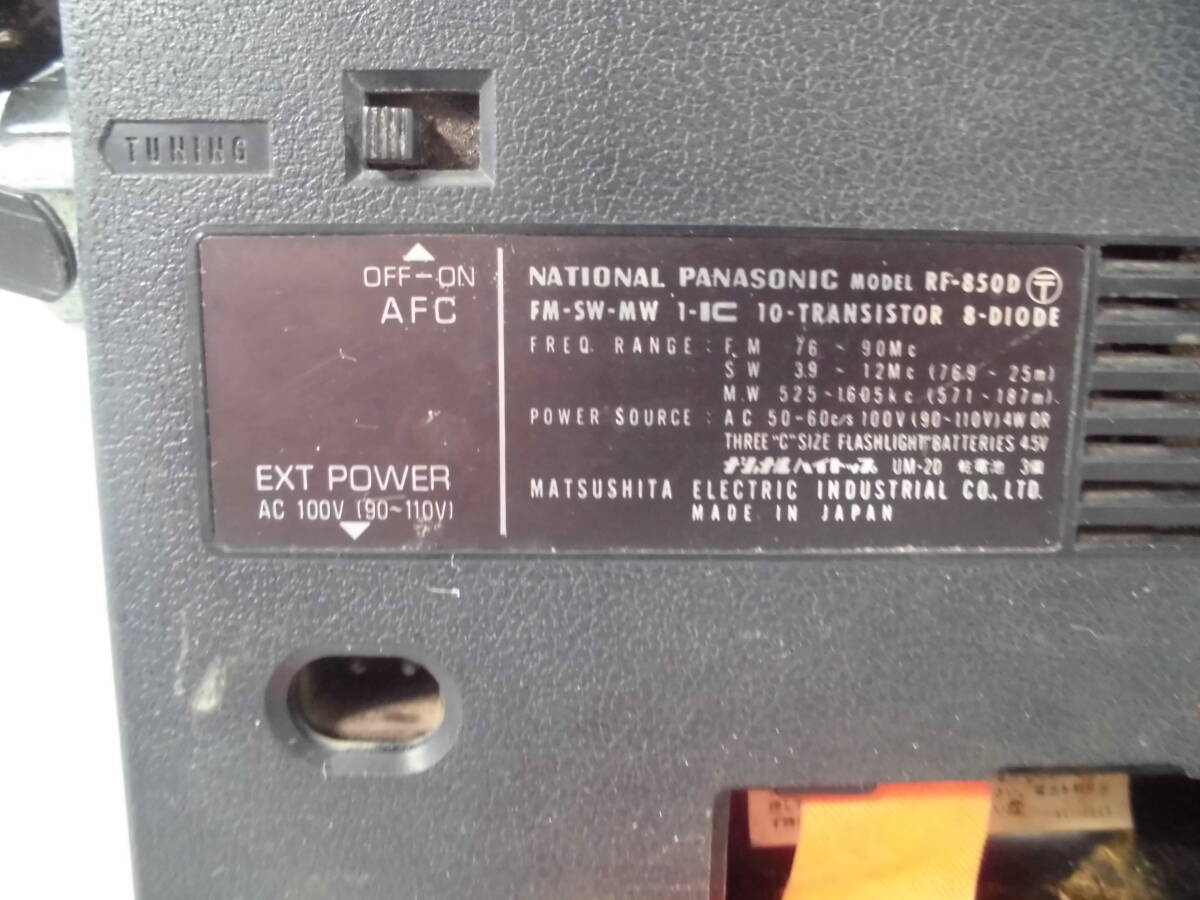 TUNING
OFF-ON
AFC
EXT POWER
AC 100V (90~110V)
NATIONAL PANASONIC MODEL RF-850D
FM-SW-MW 1-IC 10-TRANSISTOR 8-DIODE
FREQ. RANGE : F.M 76 ~ 90Mc
S W 3.9 ~ 12Mc (76.9 ~ 25m)
M.W 525 ~ 1605kc (571 ~ 187m)
POWER SOURCE : AC 50-60c/s 100V (90~110V) 4W OR
THREE "C" SIZE FLASHLIGHT BATTERIES 4.5V
ナショナルハイトップ UM-2D 乾電池 3個
MATSUSHITA ELECTRIC INDUSTRIAL CO., LTD.
MADE IN JAPAN